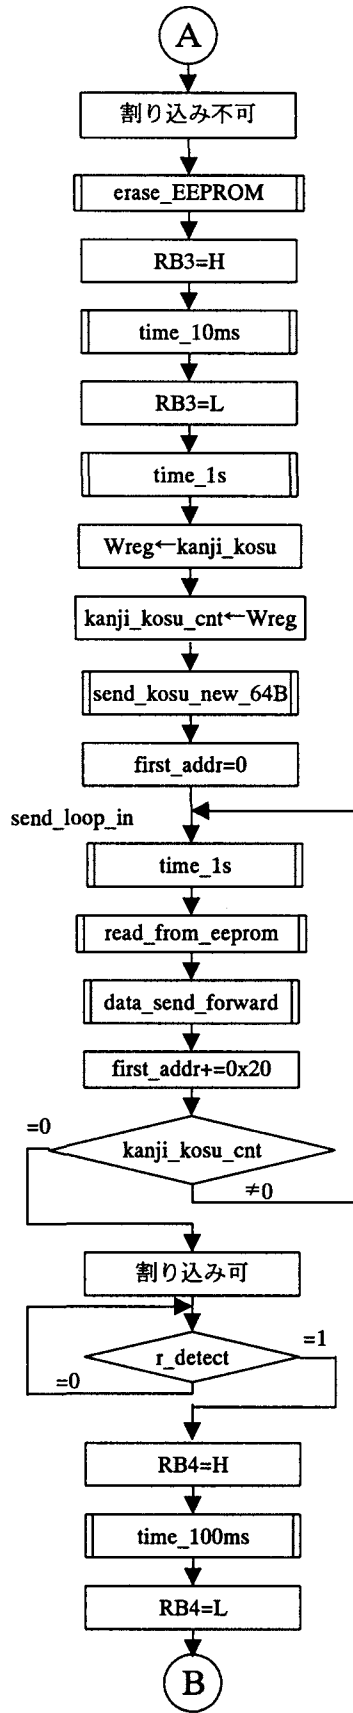 A
割り込み不可
erase_EEPROM
RB3=H
time_10ms
RB3=L
time_1s
Wreg←kanji_kosu
kanji_kosu_cnt←Wreg
send_kosu_new_64B
first_addr=0
send_loop_in
time_1s
read_from_eeprom
data_send_forward
first_addr+=0x20
=0
kanji_kosu_cnt
≠0
割り込み可
=1
r_detect
=0
RB4=H
time_100ms
RB4=L
B